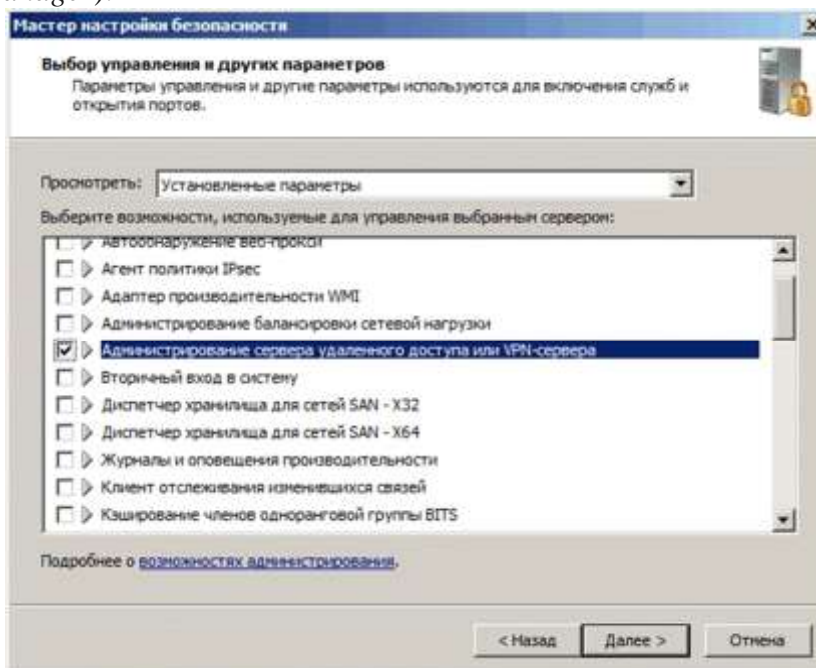 Мастер настройки безопасности
Выбор управления и других параметров
Параметры управления и другие параметры используются для включения служб и
открытия портов.
Просмотреть: Установленные параметры
Выберите возможности, используемые для управления выбранным сервером:
Автообнаружение веб-прокси
Агент политики IPsec
Адаптер производительности WMI
Администрирование балансировки сетевой нагрузки
Администрирование сервера удаленного доступа или VPN-сервера
Вторичный вход в систему
Диспетчер хранилища для сетей SAN - X32
Диспетчер хранилища для сетей SAN - X64
Журналы и оповещения производительности
Клиент отслеживания изменившихся связей
Кэширование членов одноранговой группы BITS
Подробнее о возможностях администрирования.
< Назад Далее > Отмена